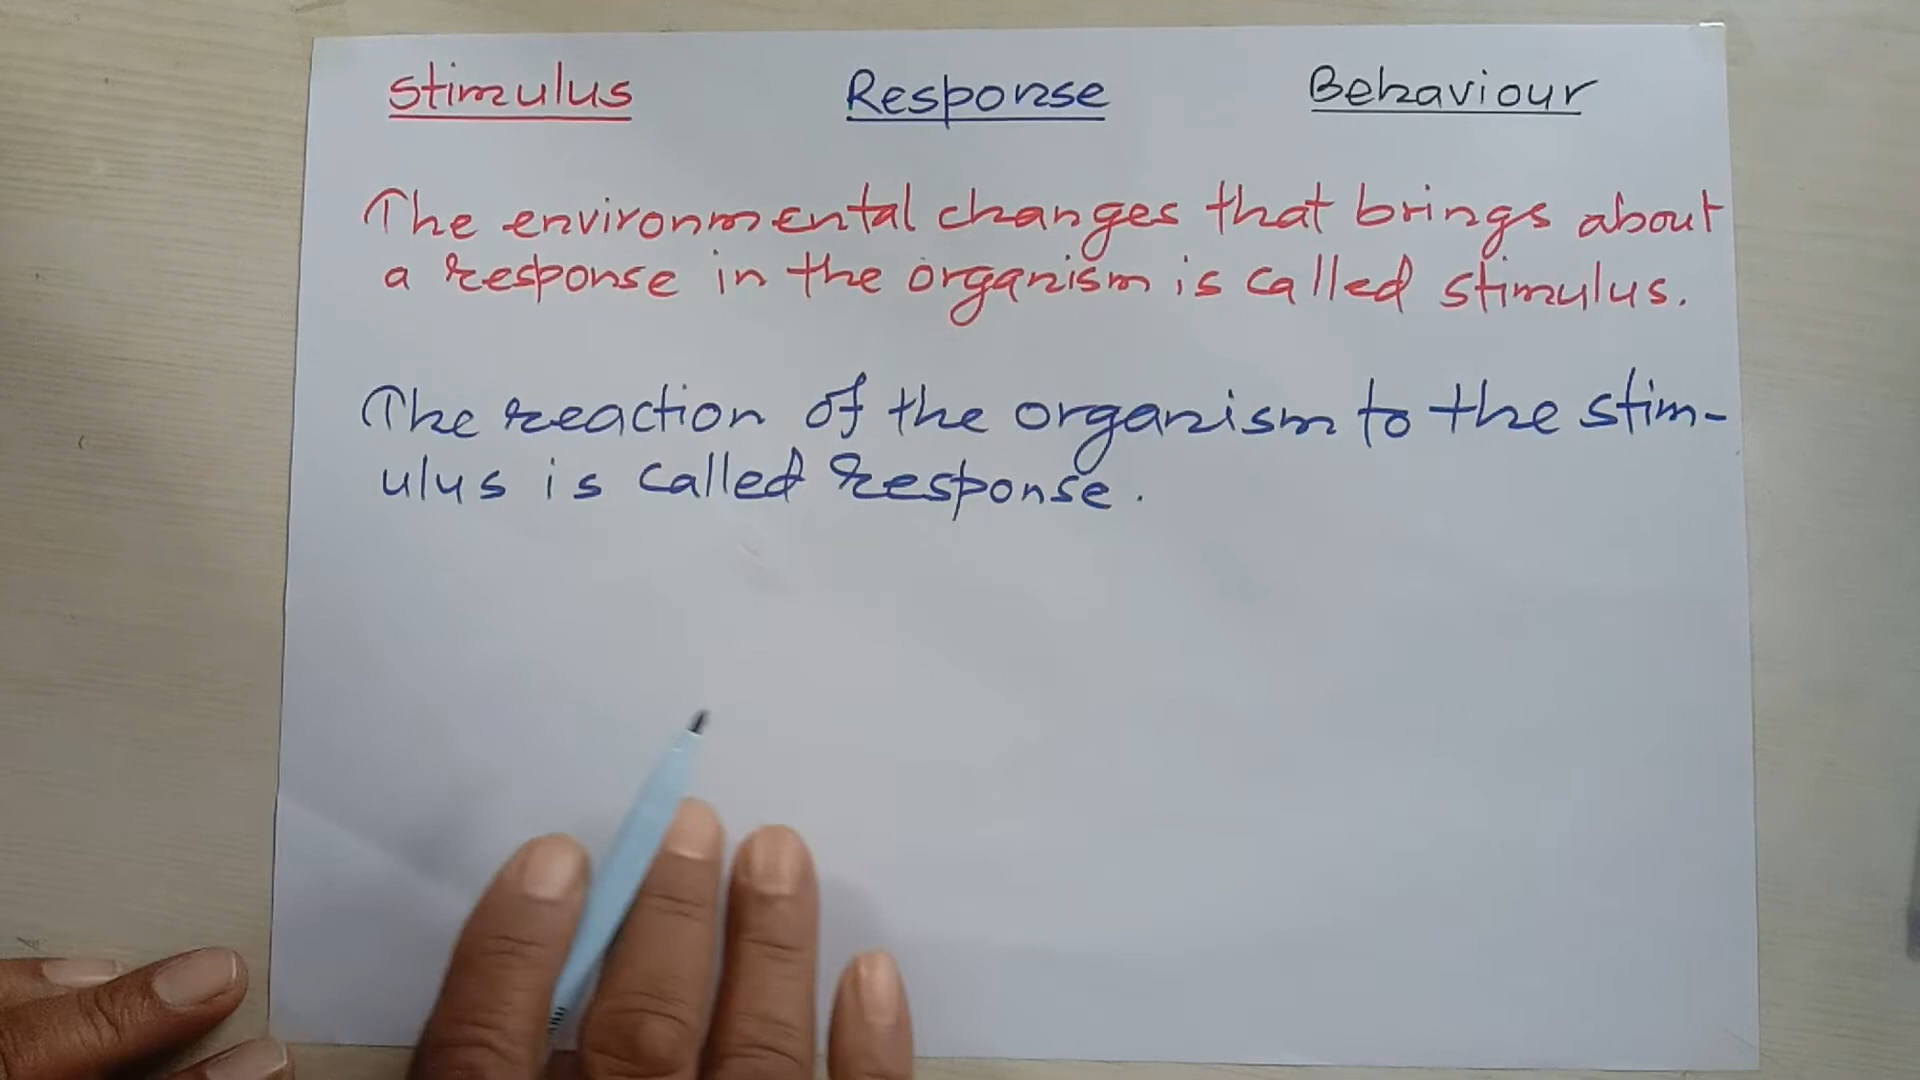 Stimulus Response Behaviour
The environmental changes that brings about
a response in the organism is called stimulus.
The reaction of the organism to the stim-
ulus is called response.